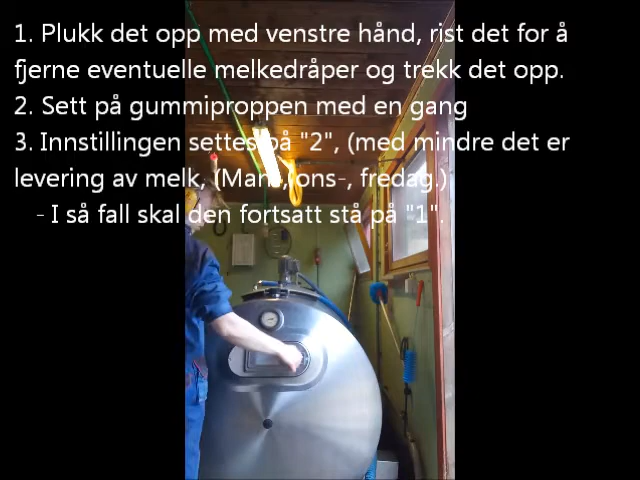 1. Plukk det opp med venstre hånd, rist det for å
fjerne eventuelle melkedråper og trekk det opp.
2. Sett på gummiproppen med en gang
3. Innstillingen settes på "2", (med mindre det er
levering av melk, (Man-, ons-, fredag.)
- I så fall skal den fortsatt stå på "1".